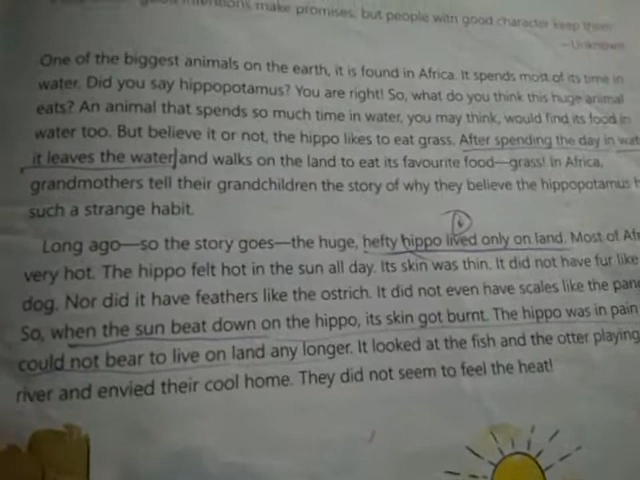 intentions make promises, but people with good character keep them
—Unknown
One of the biggest animals on the earth, it is found in Africa. It spends most of its time in
water. Did you say hippopotamus? You are right! So, what do you think this huge animal
eats? An animal that spends so much time in water, you may think, would find its food in
water too. But believe it or not, the hippo likes to eat grass. After spending the day in
it leaves the water and walks on the land to eat its favourite food—grass! In Africa,
grandmothers tell their grandchildren the story of why they believe the hippopotamus
such a strange habit.
Long ago—so the story goes—the huge, hefty hippo lived only on land. Most of
very hot. The hippo felt hot in the sun all day. Its skin was thin. It did not have fur like
dog. Nor did it have feathers like the ostrich. It did not even have scales like the
So, when the sun beat down on the hippo, its skin got burnt. The hippo was in pain
could not bear to live on land any longer. It looked at the fish and the otter playing
river and envied their cool home. They did not seem to feel the heat!